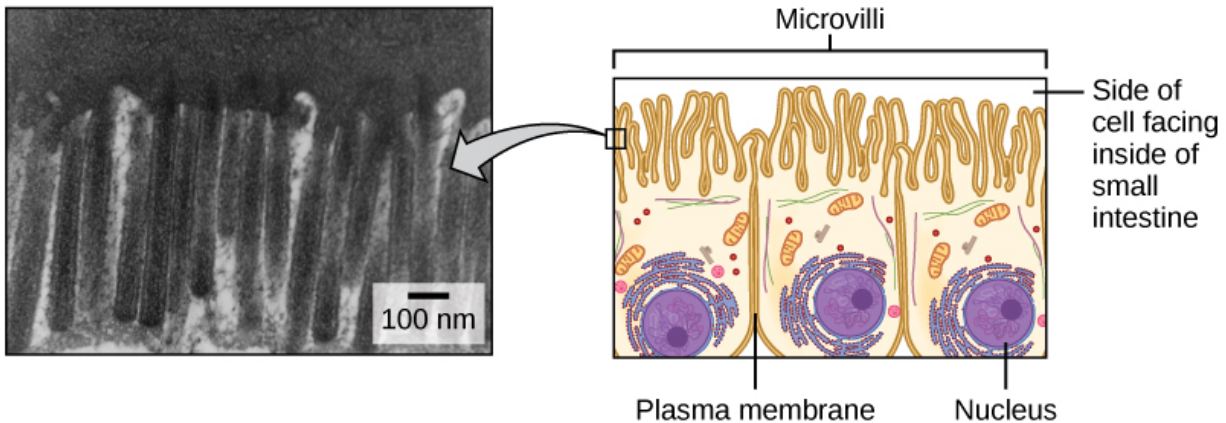 Microvilli
Side of
cell facing
inside of
small
intestine
100 nm
Plasma membrane
Nucleus